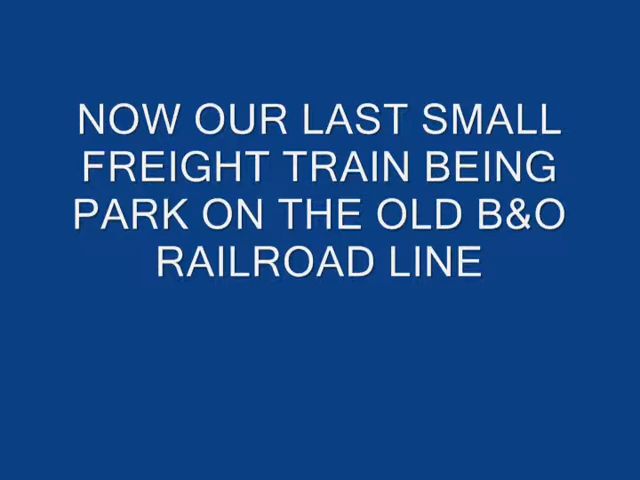 NOW OUR LAST SMALL
FREIGHT TRAIN BEING
PARK ON THE OLD B&O
RAILROAD LINE